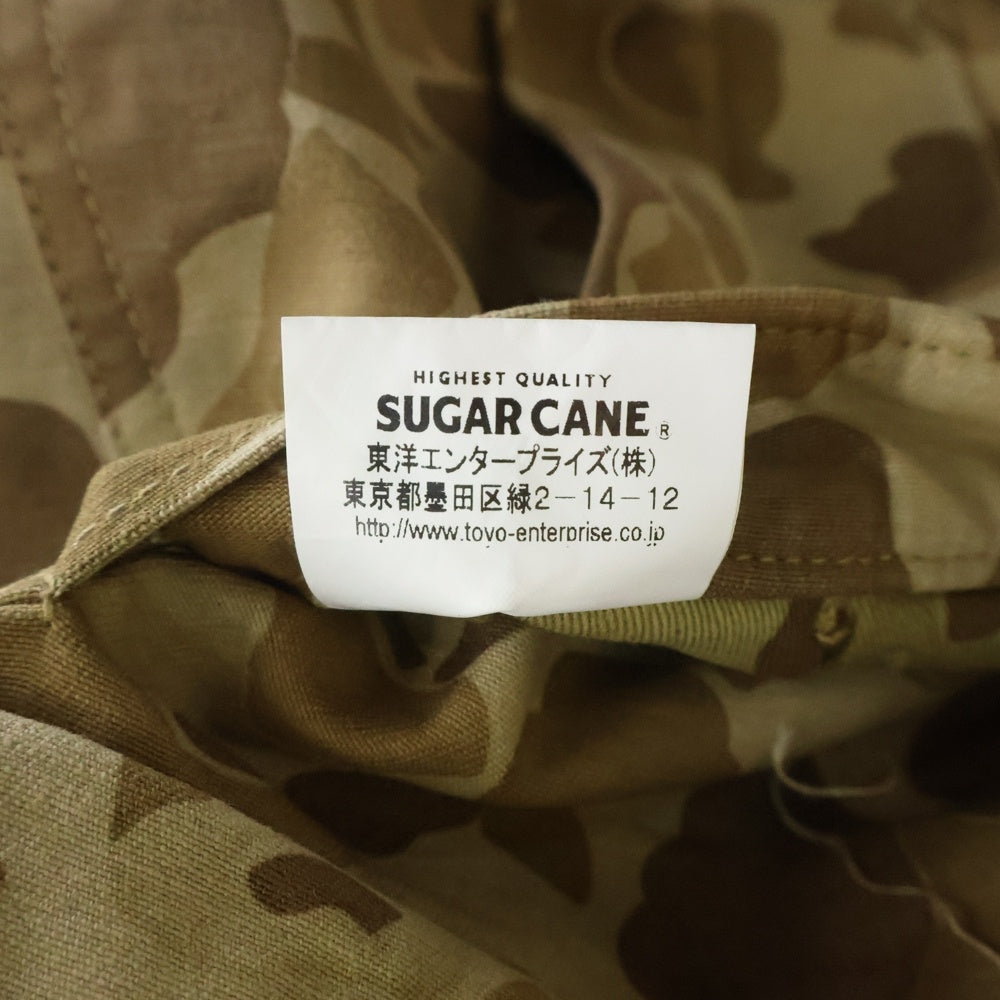 HIGHEST QUALITY
SUGAR CANE ®
東洋エンタープライズ(株)
東京都墨田区緑2－14－12
http://www.toyo-enterprise.co.jp